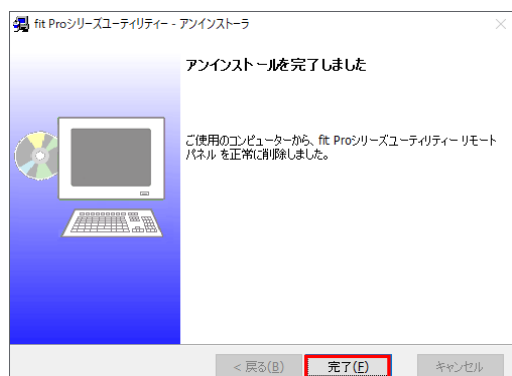 fit Proシリーズユーティリティー - アンインストーラ
アンインストールを完了しました
ご使用のコンピューターから、fit Proシリーズユーティリティー リモート
パネル を正常に削除しました。
< 戻る(B)
完了(F)
キャンセル